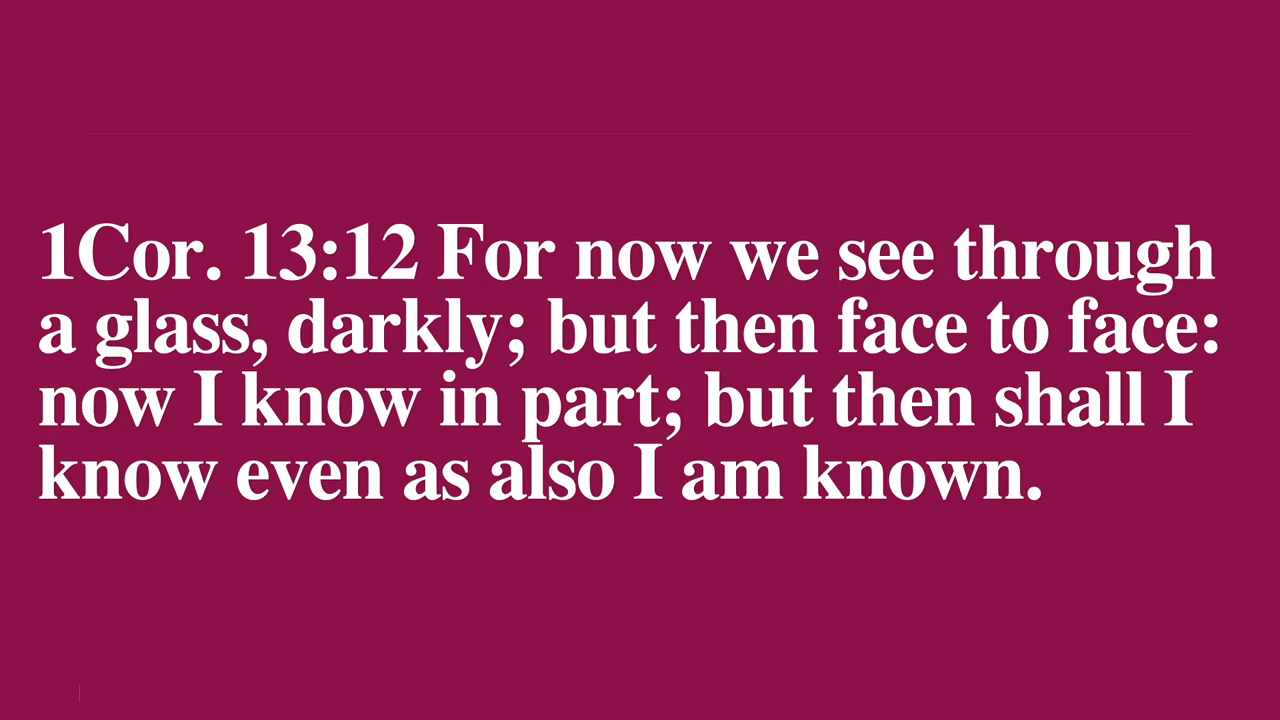 1Cor. 13:12 For now we see through
a glass, darkly; but then face to face:
now I know in part; but then shall I
know even as also I am known.